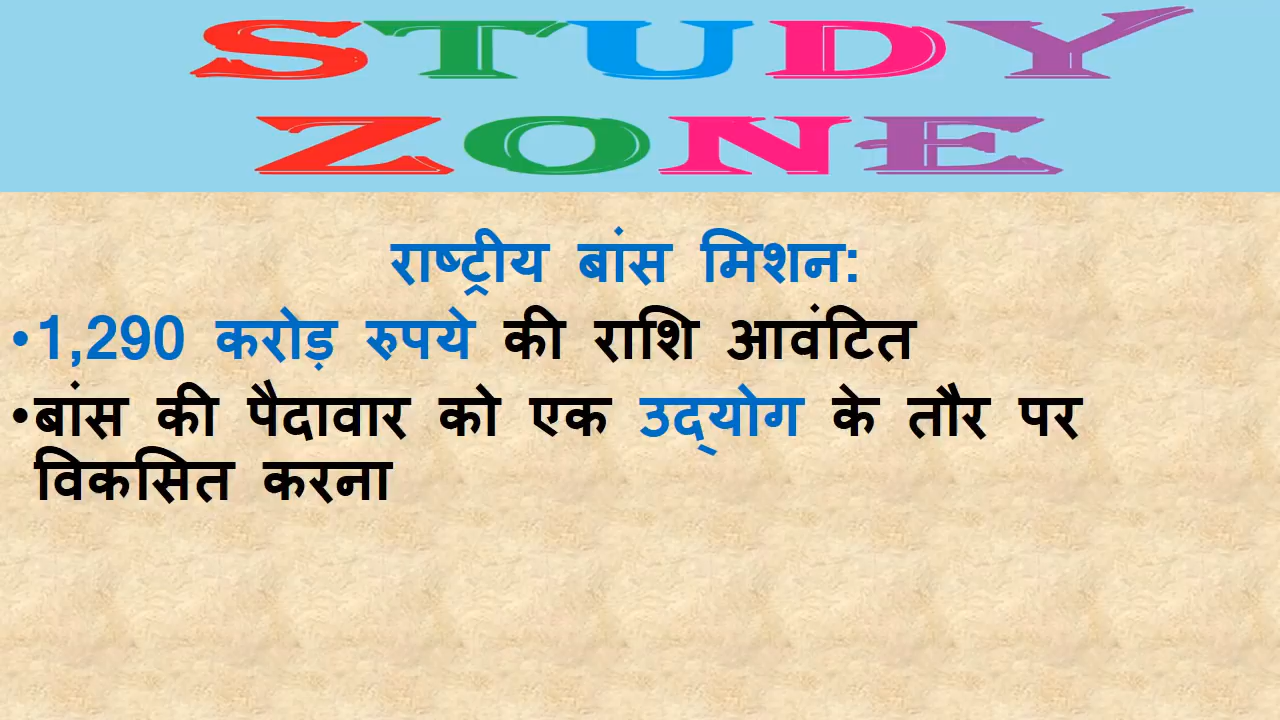 STUDY
ZONE
राष्ट्रीय बांस मिशन:
•1,290 करोड़ रुपये की राशि आवंटित
•बांस की पैदावार को एक उद्योग के तौर पर
विकसित करना